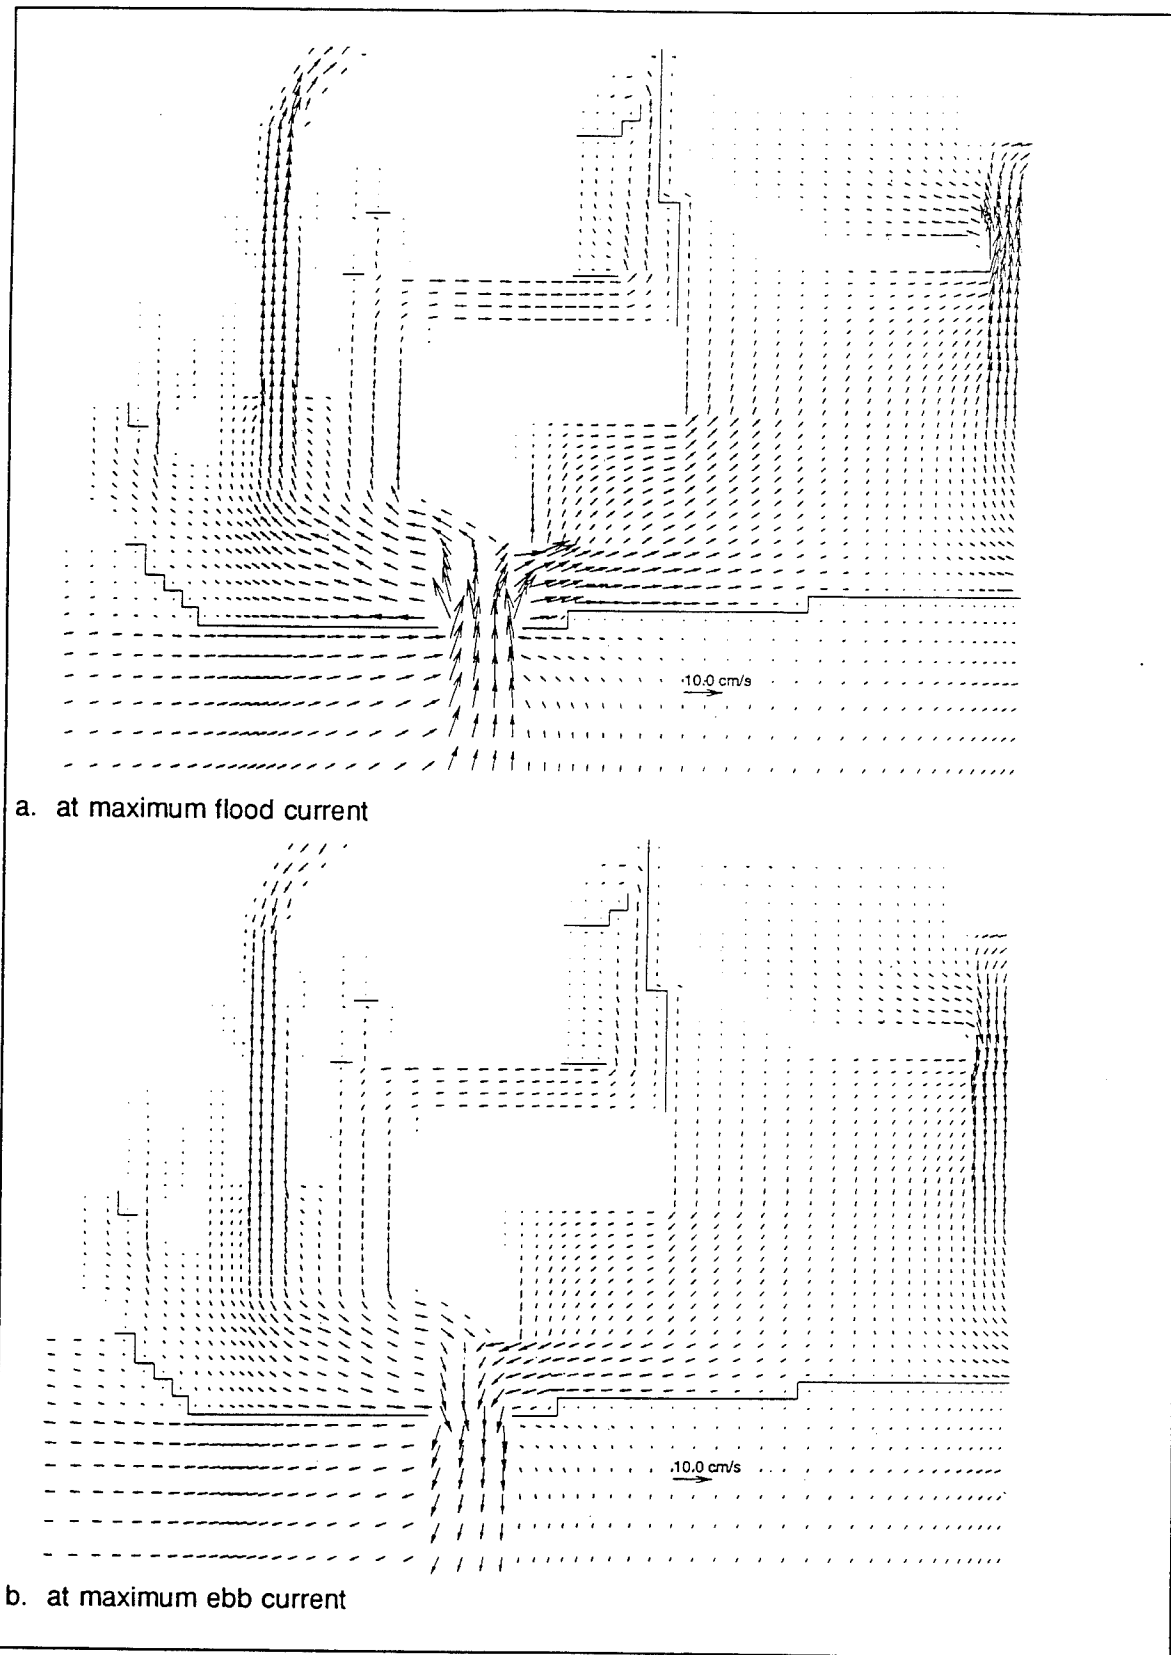 10.0 cm/s
a. at maximum flood current
10.0 cm/s
b. at maximum ebb current